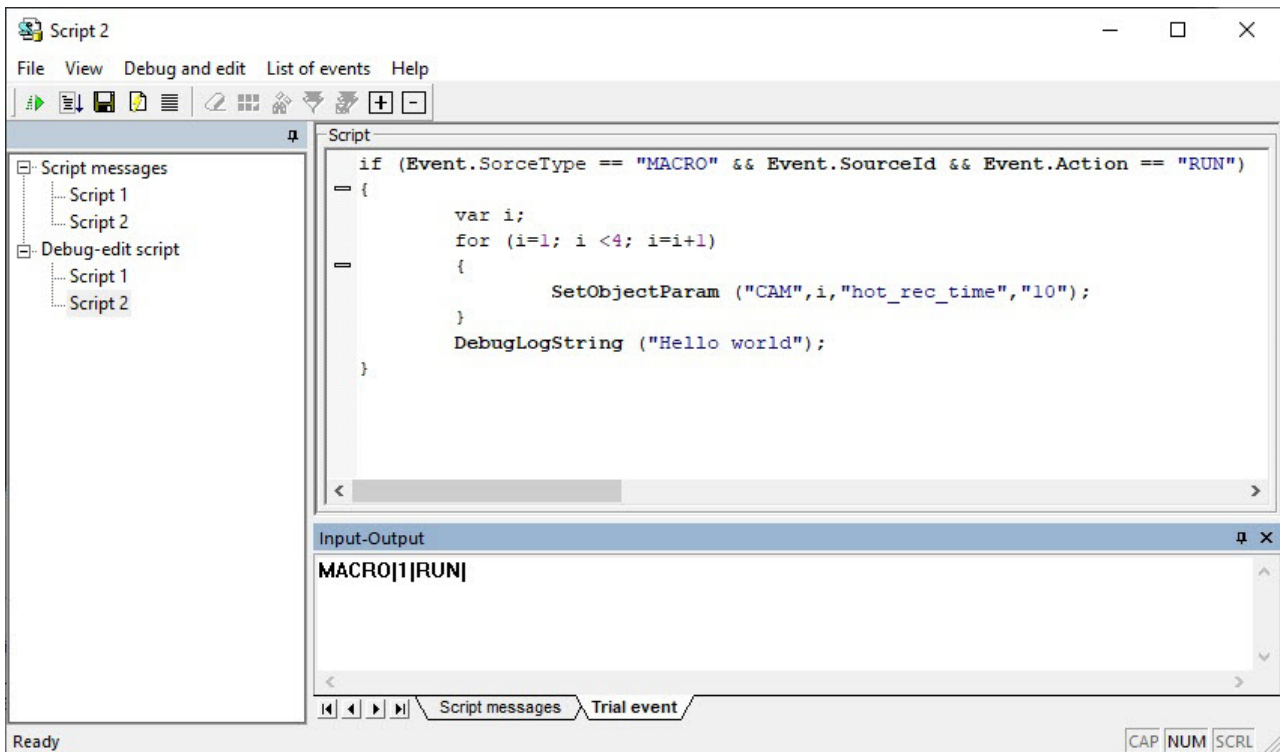 Script 2
File View Debug and edit List of events Help
Script messages
Script 1
Script 2
Debug-edit script
Script 1
Script 2
Script
if (Event.SorceType == "MACRO" && Event.SourceId && Event.Action == "RUN")
{
var i;
for (i=1; i <4; i=i+1)
{
SetObjectParam ("CAM",i,"hot_rec_time","10");
}
DebugLogString ("Hello world");
}
Input-Output
MACRO|1|RUN|
Script messages Trial event
Ready CAP NUM SCRL